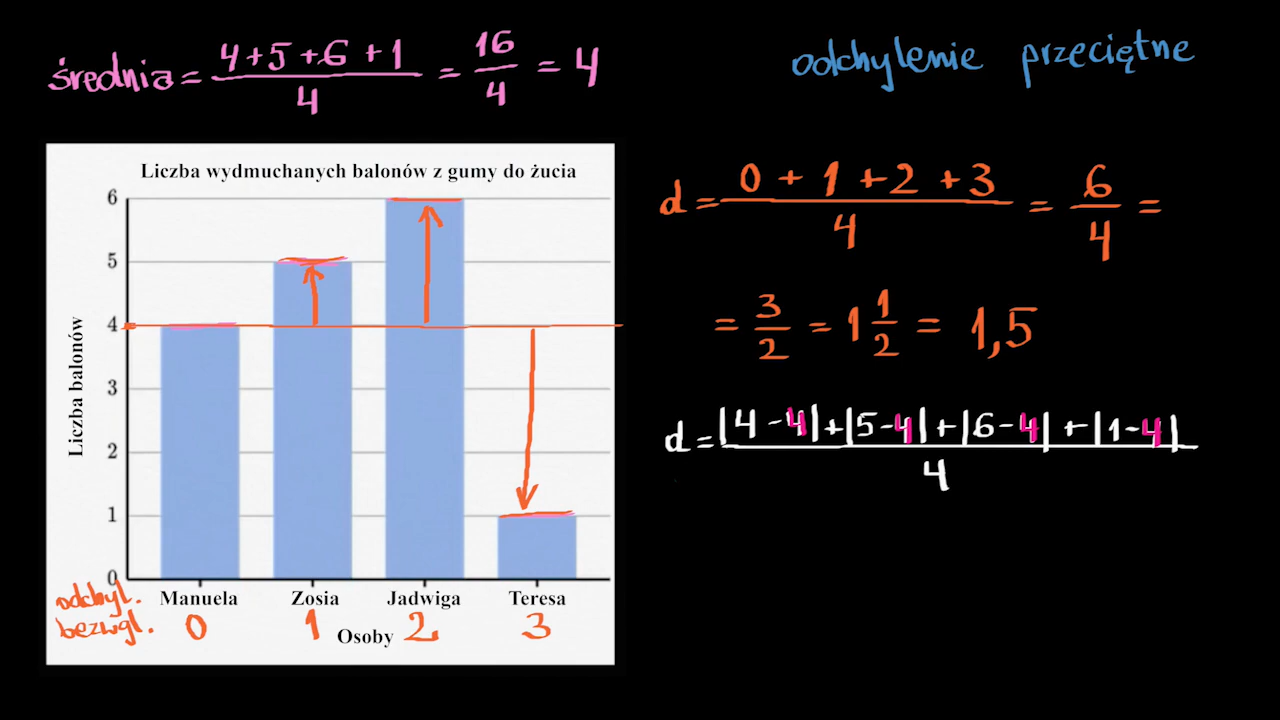 średnia = (4+5+6+1)/4 = 16/4 = 4
odchylenie przeciętne
Liczba wydmuchanych balonów z gumy do żucia
Liczba balonów
6
5
4
3
2
1
0
Manuela Zosia Jadwiga Teresa
odchyl.
bezwgl. 0 1 2 3
Osoby
d = (0 + 1 + 2 + 3)/4 = 6/4 =
= 3/2 = 1 1/2 = 1,5
d = (|4-4|+|5-4|+|6-4|+|1-4|)/4